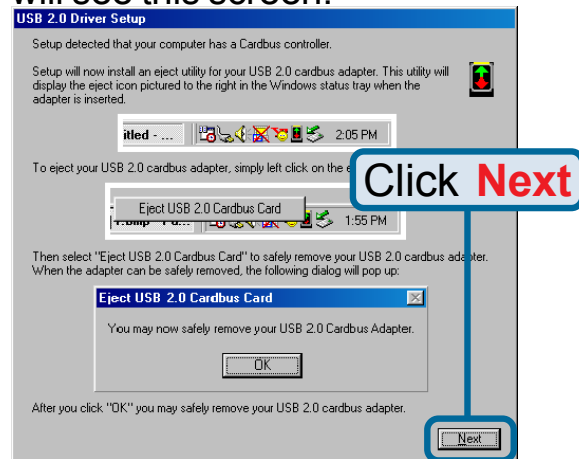 will see this screen:
USB 2.0 Driver Setup
Setup detected that your computer has a Cardbus controller.
Setup will now install an eject utility for your USB 2.0 cardbus adapter. This utility will
display the eject icon pictured to the right in the Windows status tray when the
adapter is inserted.
itled - ...
2:05 PM
To eject your USB 2.0 cardbus adapter, simply left click on the
Click Next
Eject USB 2.0 Cardbus Card
1:55 PM
Then select "Eject USB 2.0 Cardbus Card" to safely remove your USB 2.0 cardbus adapter.
When the adapter can be safely removed, the following dialog will pop up:
Eject USB 2.0 Cardbus Card
You may now safely remove your USB 2.0 Cardbus Adapter.
OK
After you click "OK" you may safely remove your USB 2.0 cardbus adapter.
Next